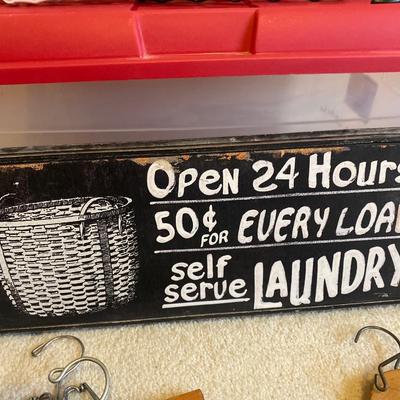 Open 24 Hours
50¢ FOR EVERY LOA
self serve LAUNDRY